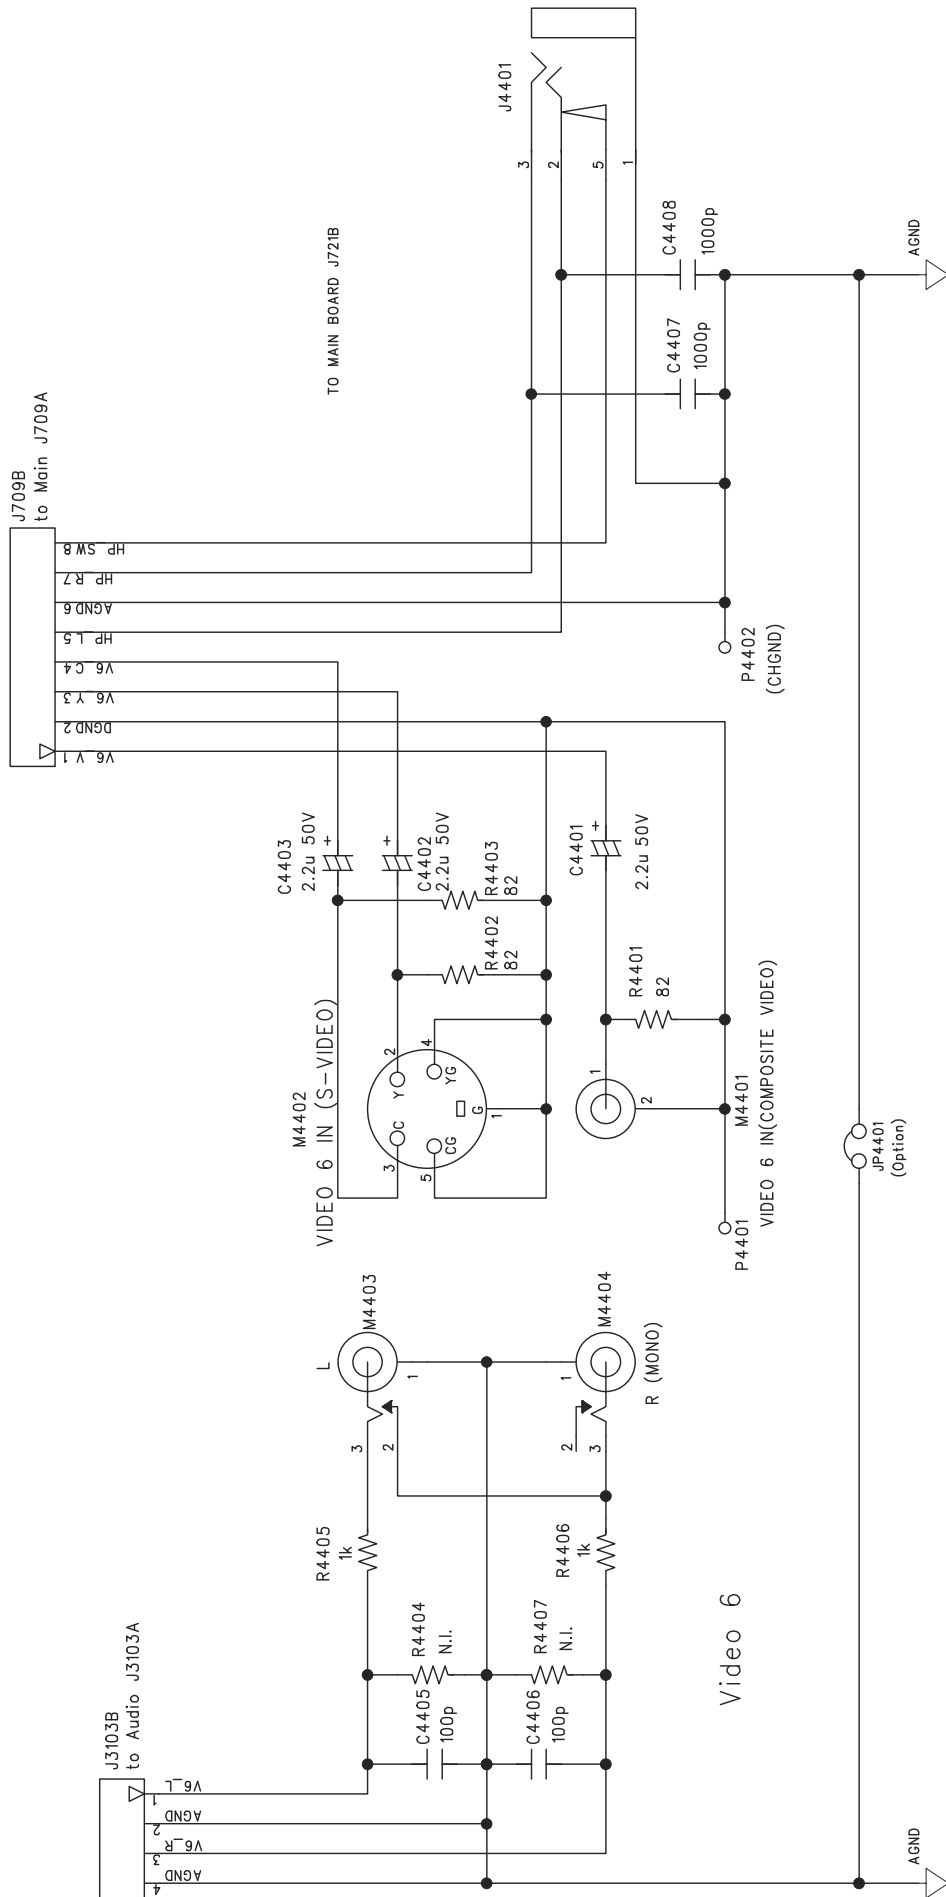 J4401
3
2
5
1
C4408
1000p
C4407
1000p
AGND
TO MAIN BOARD J721B
J709B
to Main J709A
HP_SW 8
HP_R 7
AGND 6
HP_L 5
V6_C 4
V6_Y 3
DGND 2
V6_V 1
P4402
(CHGND)
C4403
2.2u 50V
+
C4402
2.2u 50V
+
R4403
82
R4402
82
C4401
2.2u 50V
+
R4401
82
VIDEO 6 IN (S-VIDEO)
M4402
2
Y
4
YG
C
3
CG
5
G
1
1
2
M4401
VIDEO 6 IN(COMPOSITE VIDEO)
P4401
JP4401
(Option)
M4403
L
1
3
2
M4404
R (MONO)
1
2
3
R4405
1k
R4406
1k
R4404
N.I.
R4407
N.I.
C4405
100p
C4406
100p
Video 6
J3103B
to Audio J3103A
1 V6_L
2 AGND
3 V6_R
4 AGND
AGND